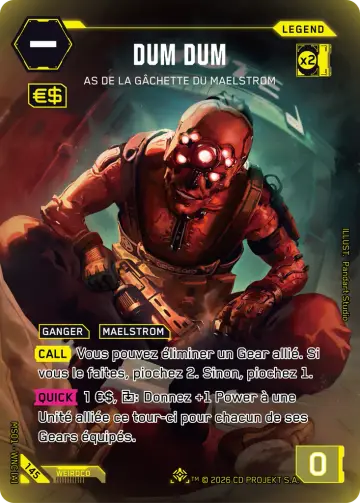 LEGEND
DUM DUM
x2
AS DE LA GÂCHETTE DU MAELSTROM
€$
ILLUST. Pandart Studio
GANGER MAELSTROM
CALL Vous pouvez éliminer un Gear allié. Si
vous le faites, piochez 2. Sinon, piochez 1.
QUICK 1 €$, : Donnez +1 Power à une
Unité alliée ce tour-ci pour chacun de ses
Gears équipés.
145
WEIRDCO
™ © 2026 CD PROJEKT S.A.
0